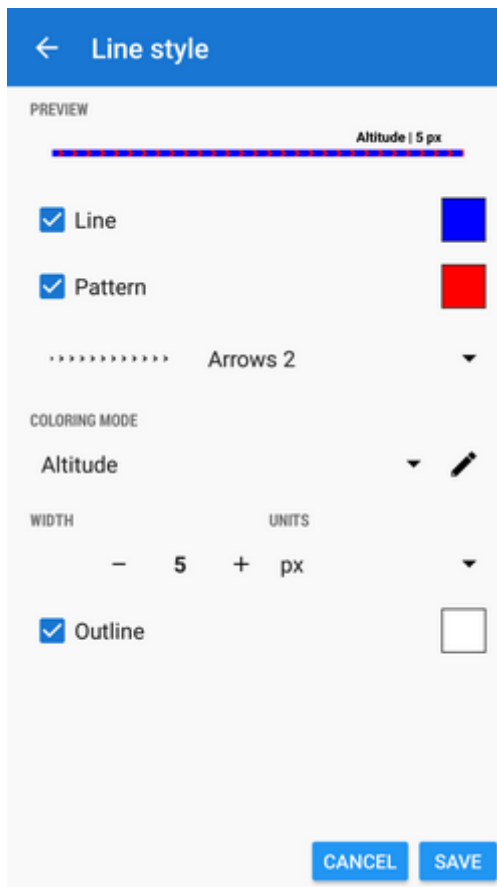 Line style
PREVIEW
Altitude | 5 px
Line
Pattern
Arrows 2
COLORING MODE
Altitude
WIDTH UNITS
− 5 + px
Outline
CANCEL SAVE